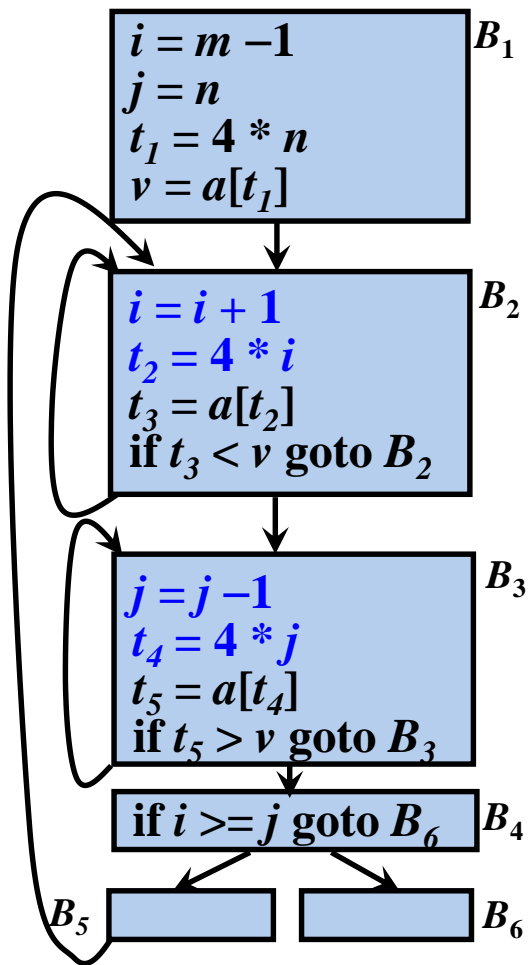 i = m −1
j = n
t₁ = 4 * n
v = a[t₁]
B₁
i = i + 1
t₂ = 4 * i
t₃ = a[t₂]
if t₃ < v goto B₂
B₂
j = j −1
t₄ = 4 * j
t₅ = a[t₄]
if t₅ > v goto B₃
B₃
if i >= j goto B₆
B₄
B₅
B₆